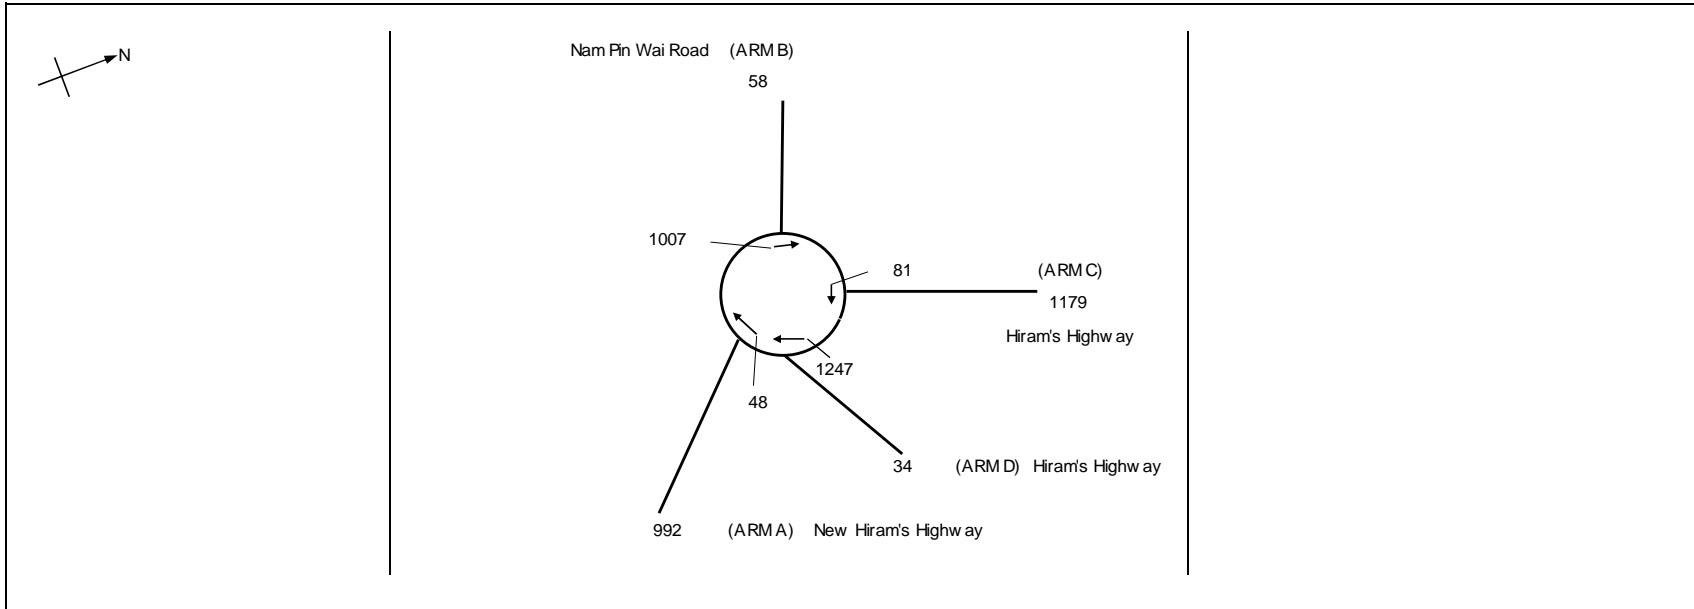 N
Nam Pin Wai Road (ARM B)
58
1007
81
(ARM C)
1179
Hiram's Highway
1247
48
34 (ARM D) Hiram's Highway
992 (ARM A) New Hiram's Highway